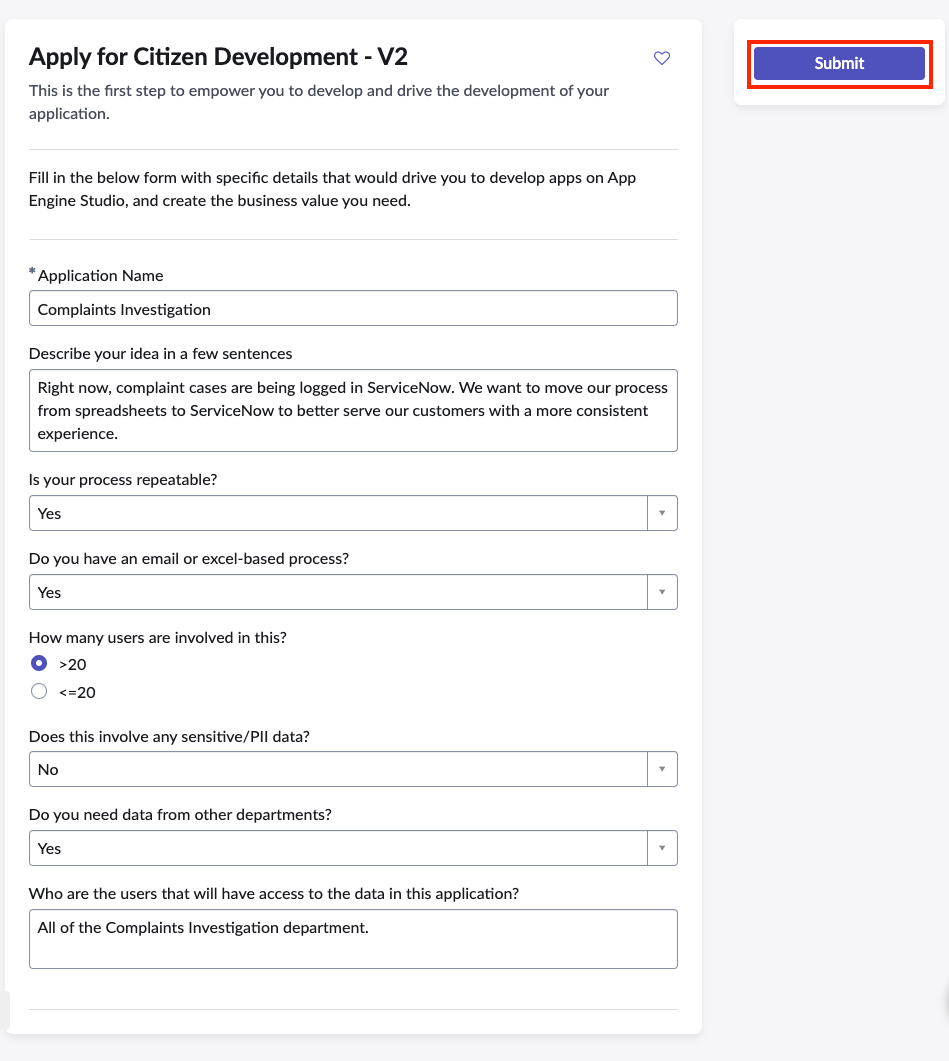 Apply for Citizen Development - V2
This is the first step to empower you to develop and drive the development of your
application.
Submit
Fill in the below form with specific details that would drive you to develop apps on App
Engine Studio, and create the business value you need.
* Application Name
Complaints Investigation
Describe your idea in a few sentences
Right now, complaint cases are being logged in ServiceNow. We want to move our process
from spreadsheets to ServiceNow to better serve our customers with a more consistent
experience.
Is your process repeatable?
Yes
Do you have an email or excel-based process?
Yes
How many users are involved in this?
>20
<=20
Does this involve any sensitive/PII data?
No
Do you need data from other departments?
Yes
Who are the users that will have access to the data in this application?
All of the Complaints Investigation department.